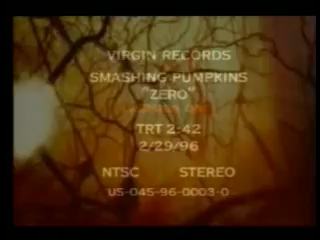 VIRGIN RECORDS
SMASHING PUMPKINS
"ZERO"
TRT 2:42
2/29/96
NTSC STEREO
US-045-96-0003-0